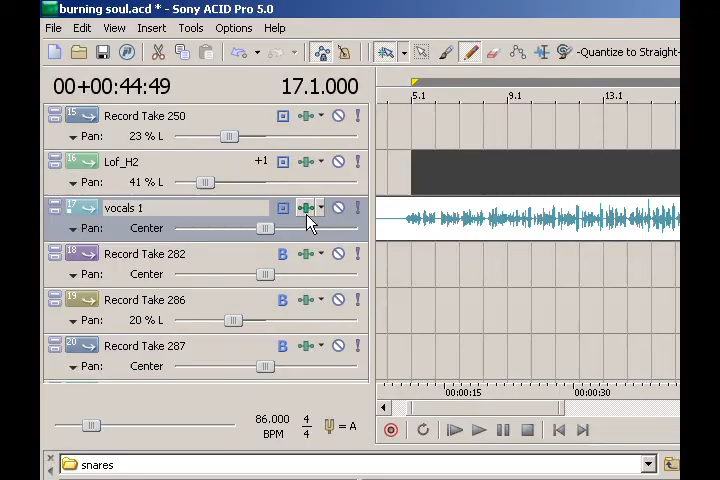 burning soul.acd * - Sony ACID Pro 5.0
File Edit View Insert Tools Options Help
-Quantize to Straight-
00+00:44:49 17.1.000
5.1 9.1 13.1
15 Record Take 250
Pan: 23 % L
16 Lof_H2 +1
Pan: 41 % L
17 vocals 1
Pan: Center
18 Record Take 282 B
Pan: Center
19 Record Take 286 B
Pan: 20 % L
20 Record Take 287 B
Pan: Center
00:00:15 00:00:30
86.000 4
BPM 4 = A
snares